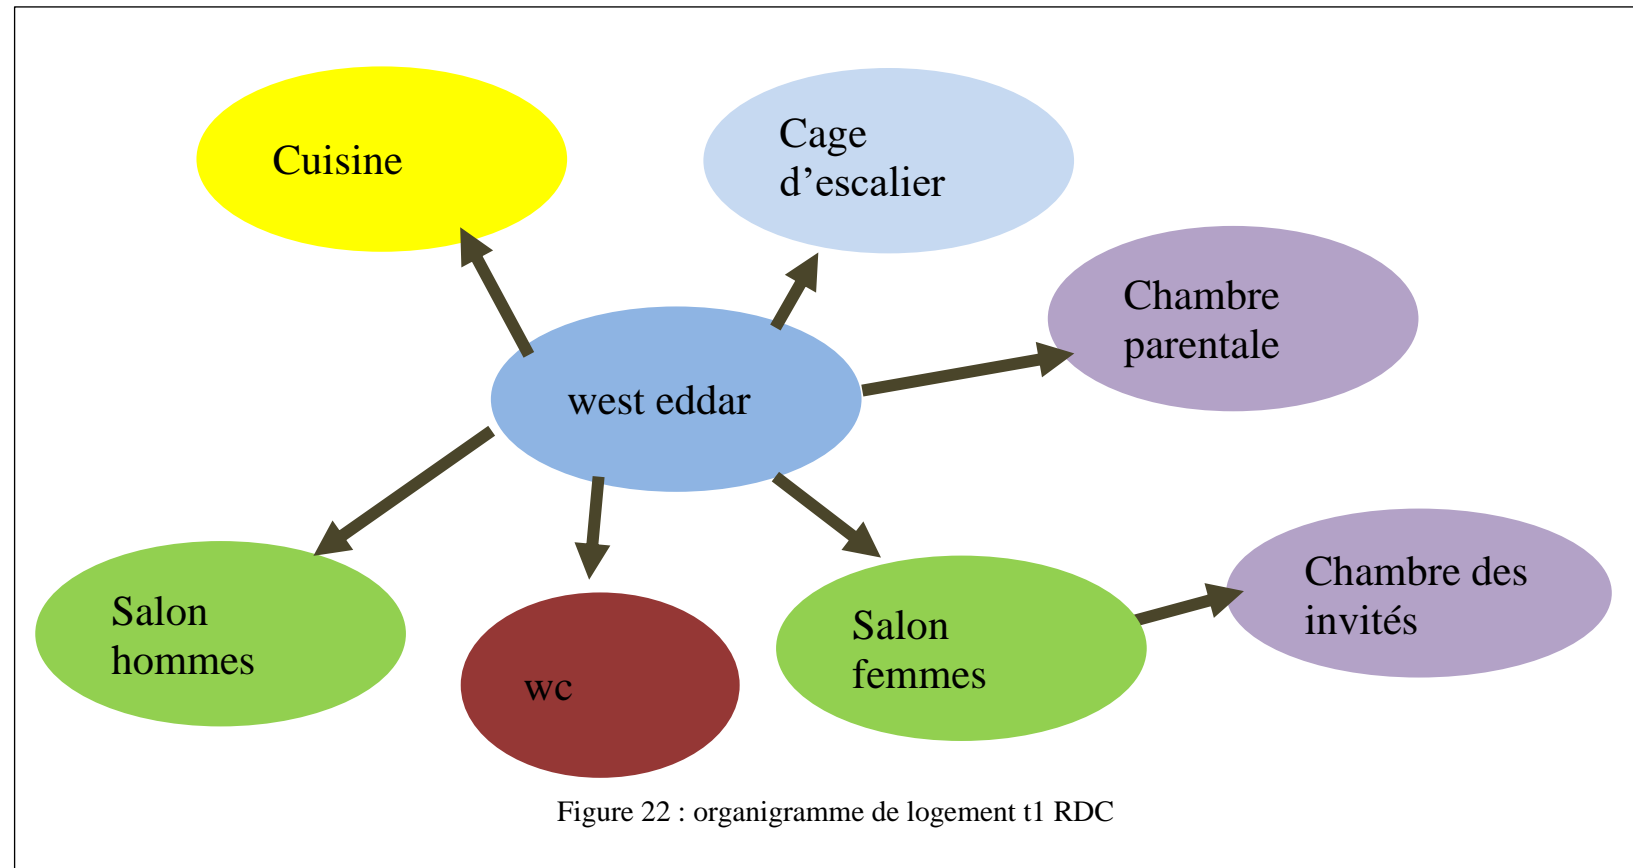 Cuisine
Cage
d’escalier
Chambre
parentale
west eddar
Salon
hommes
wc
Salon
femmes
Chambre des
invités
Figure 22 : organigramme de logement t1 RDC